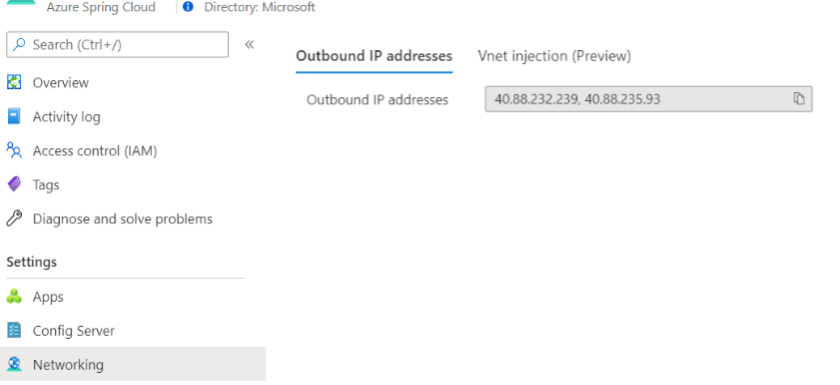 Azure Spring Cloud
Directory: Microsoft
Search (Ctrl+/)
«
Overview
Activity log
Access control (IAM)
Tags
Diagnose and solve problems
Settings
Apps
Config Server
Networking
Outbound IP addresses
Vnet injection (Preview)
Outbound IP addresses
40.88.232.239, 40.88.235.93